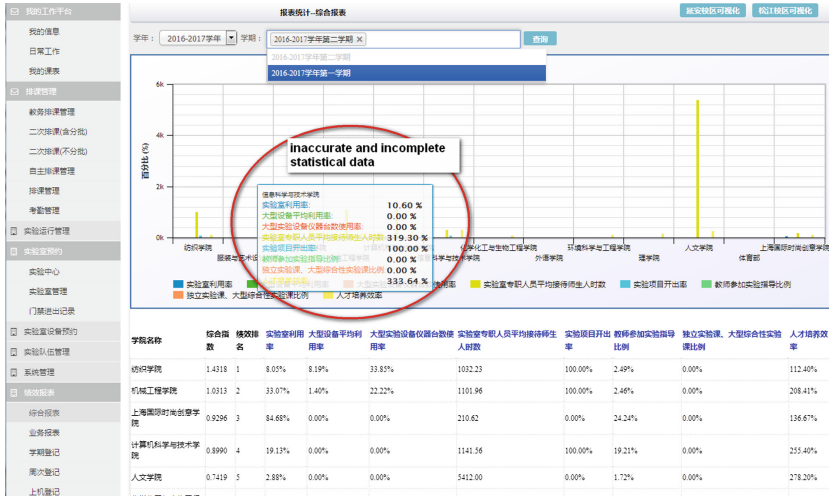 我的工作平台
我的信息
日常工作
我的课表
排课管理
教务排课管理
二次排课(含分批)
二次排课(不分批)
自主排课管理
排课管理
考勤管理
实验运行管理
实验室预约
实验中心
实验室管理
门禁进出记录
实验室设备预约
实验队伍管理
系统管理
绩效报表
综合报表
业务报表
学期登记
周次登记
上机登记
报表统计--综合报表
延安校区可视化
松江校区可视化
学年： 2016-2017学年 学期： 2016-2017学年第二学期 × 查询
2016-2017学年第二学期
2016-2017学年第一学期
百分比 (%)
6k
4k
2k
0k
inaccurate and incomplete
statistical data
信息科学与技术学院
实验室利用率: 10.60 %
大型设备平均利用率: 0.00 %
大型实验设备仪器台数使用率: 0.00 %
实验室专职人员平均接待师生人时数: 319.30 %
实验项目开出率: 100.00 %
教师参加实验指导比例: 0.00 %
独立实验课、大型综合性实验课比例: 0.00 %
333.64 %
纺织学院
化学化工与生物工程学院
环境科学与工程学院
人文学院
上海国际时尚创意学院
外语学院
理学院
体育部
实验室利用率
实验室专职人员平均接待师生人时数
实验项目开出率
教师参加实验指导比例
独立实验课、大型综合性实验课比例
人才培养效率
学院名称 综合指数 绩效排名 实验室利用率 大型设备平均利用率 大型实验设备仪器台数使用率 实验室专职人员平均接待师生人时数 实验项目开出率 教师参加实验指导比例 独立实验课、大型综合性实验课比例 人才培养效率
纺织学院 1.4318 1 8.05% 8.19% 33.85% 1032.23 100.00% 2.49% 0.00% 112.40%
机械工程学院 1.0313 2 33.07% 1.40% 22.22% 1101.96 100.00% 2.46% 0.00% 208.41%
上海国际时尚创意学院 0.9296 3 84.68% 0.00% 0.00% 210.62 0.00% 24.24% 0.00% 136.67%
计算机科学与技术学院 0.8990 4 19.13% 0.00% 0.00% 1141.56 100.00% 19.21% 0.00% 255.40%
人文学院 0.7419 5 2.88% 0.00% 0.00% 5412.00 0.00% 1.72% 0.00% 278.20%